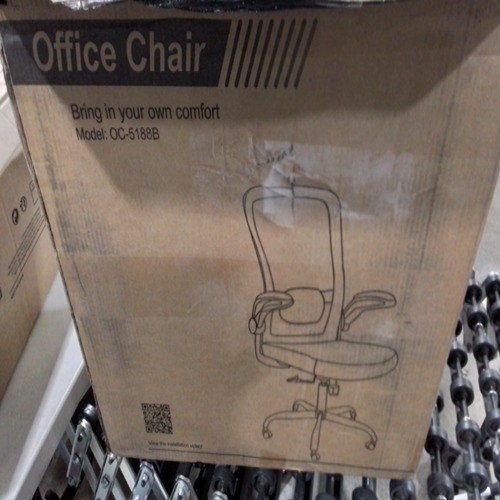 Office Chair
Bring in your own comfort
Model: OC-5188B